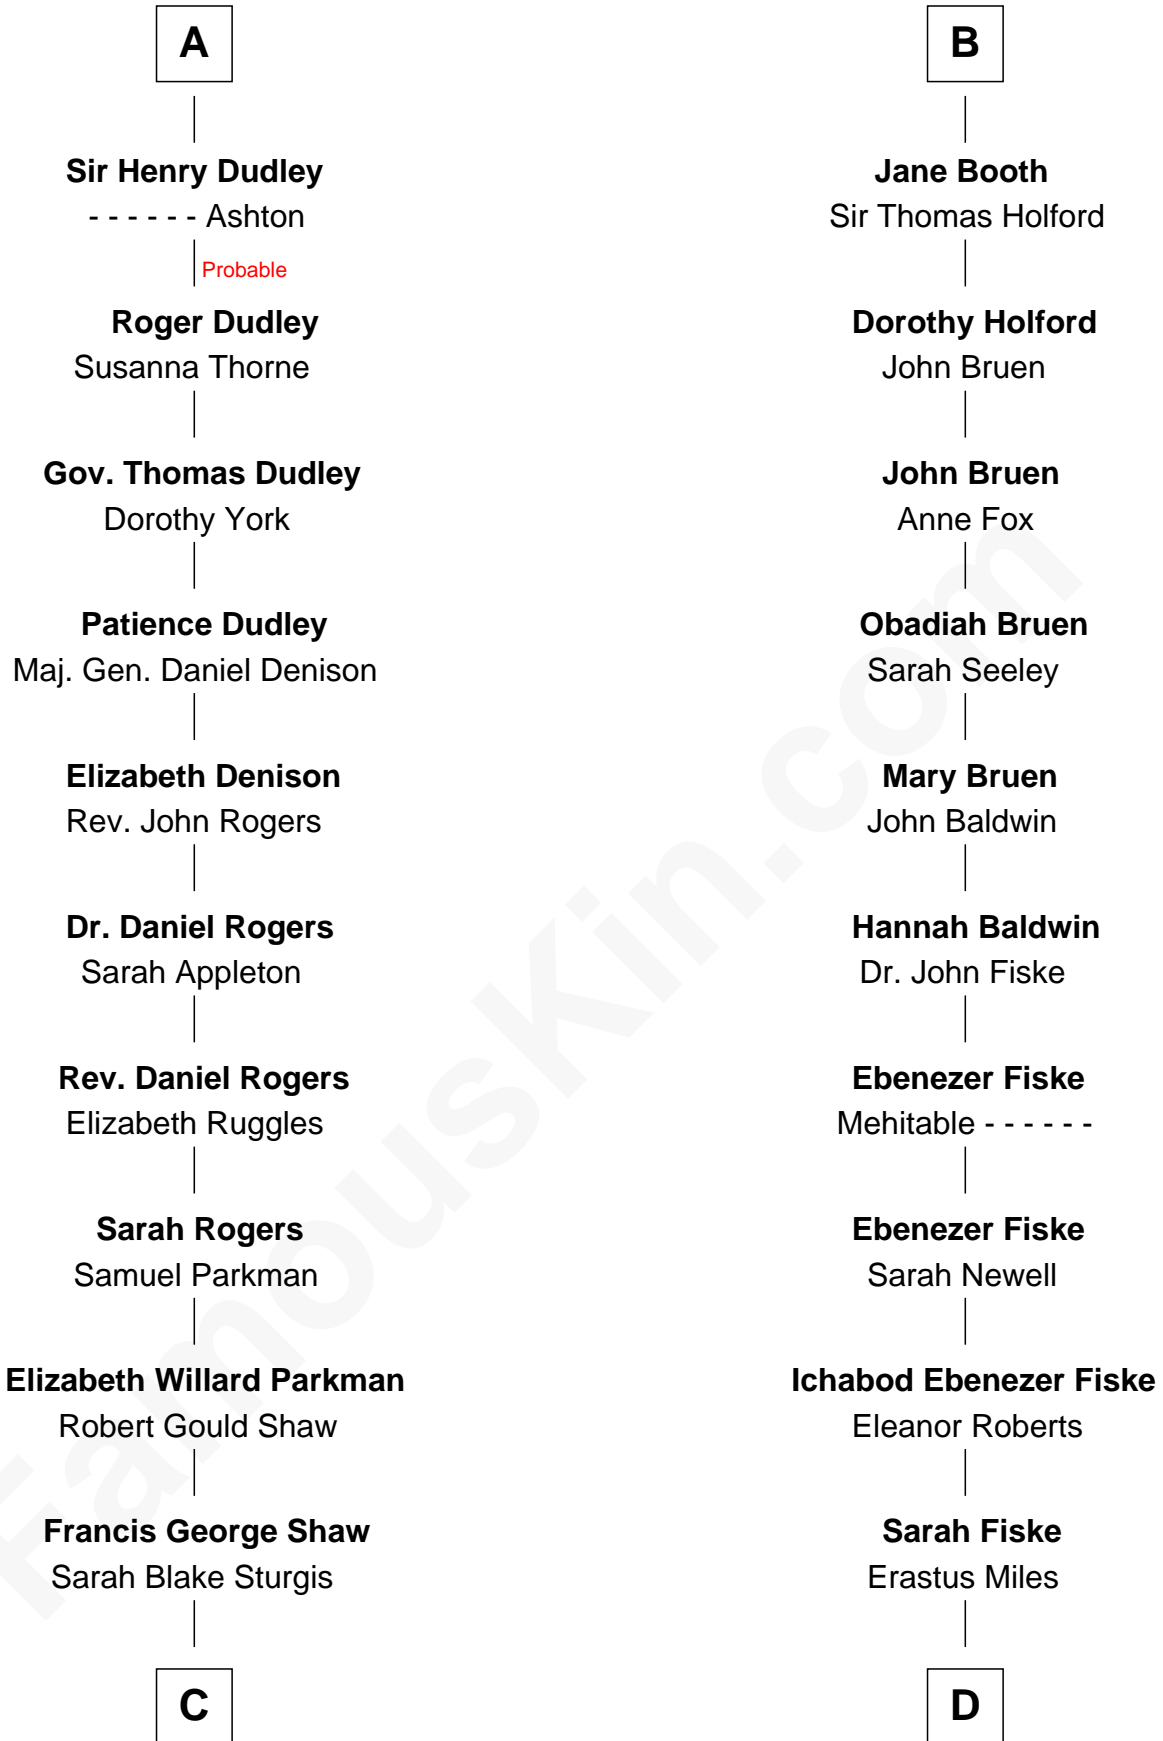 A
Sir Henry Dudley
- - - - - - Ashton
Probable
Roger Dudley
Susanna Thorne
Gov. Thomas Dudley
Dorothy York
Patience Dudley
Maj. Gen. Daniel Denison
Elizabeth Denison
Rev. John Rogers
Dr. Daniel Rogers
Sarah Appleton
Rev. Daniel Rogers
Elizabeth Ruggles
Sarah Rogers
Samuel Parkman
Elizabeth Willard Parkman
Robert Gould Shaw
Francis George Shaw
Sarah Blake Sturgis
C
B
Jane Booth
Sir Thomas Holford
Dorothy Holford
John Bruen
John Bruen
Anne Fox
Obadiah Bruen
Sarah Seeley
Mary Bruen
John Baldwin
Hannah Baldwin
Dr. John Fiske
Ebenezer Fiske
Mehitable - - - - - -
Ebenezer Fiske
Sarah Newell
Ichabod Ebenezer Fiske
Eleanor Roberts
Sarah Fiske
Erastus Miles
D
FamousKin.com